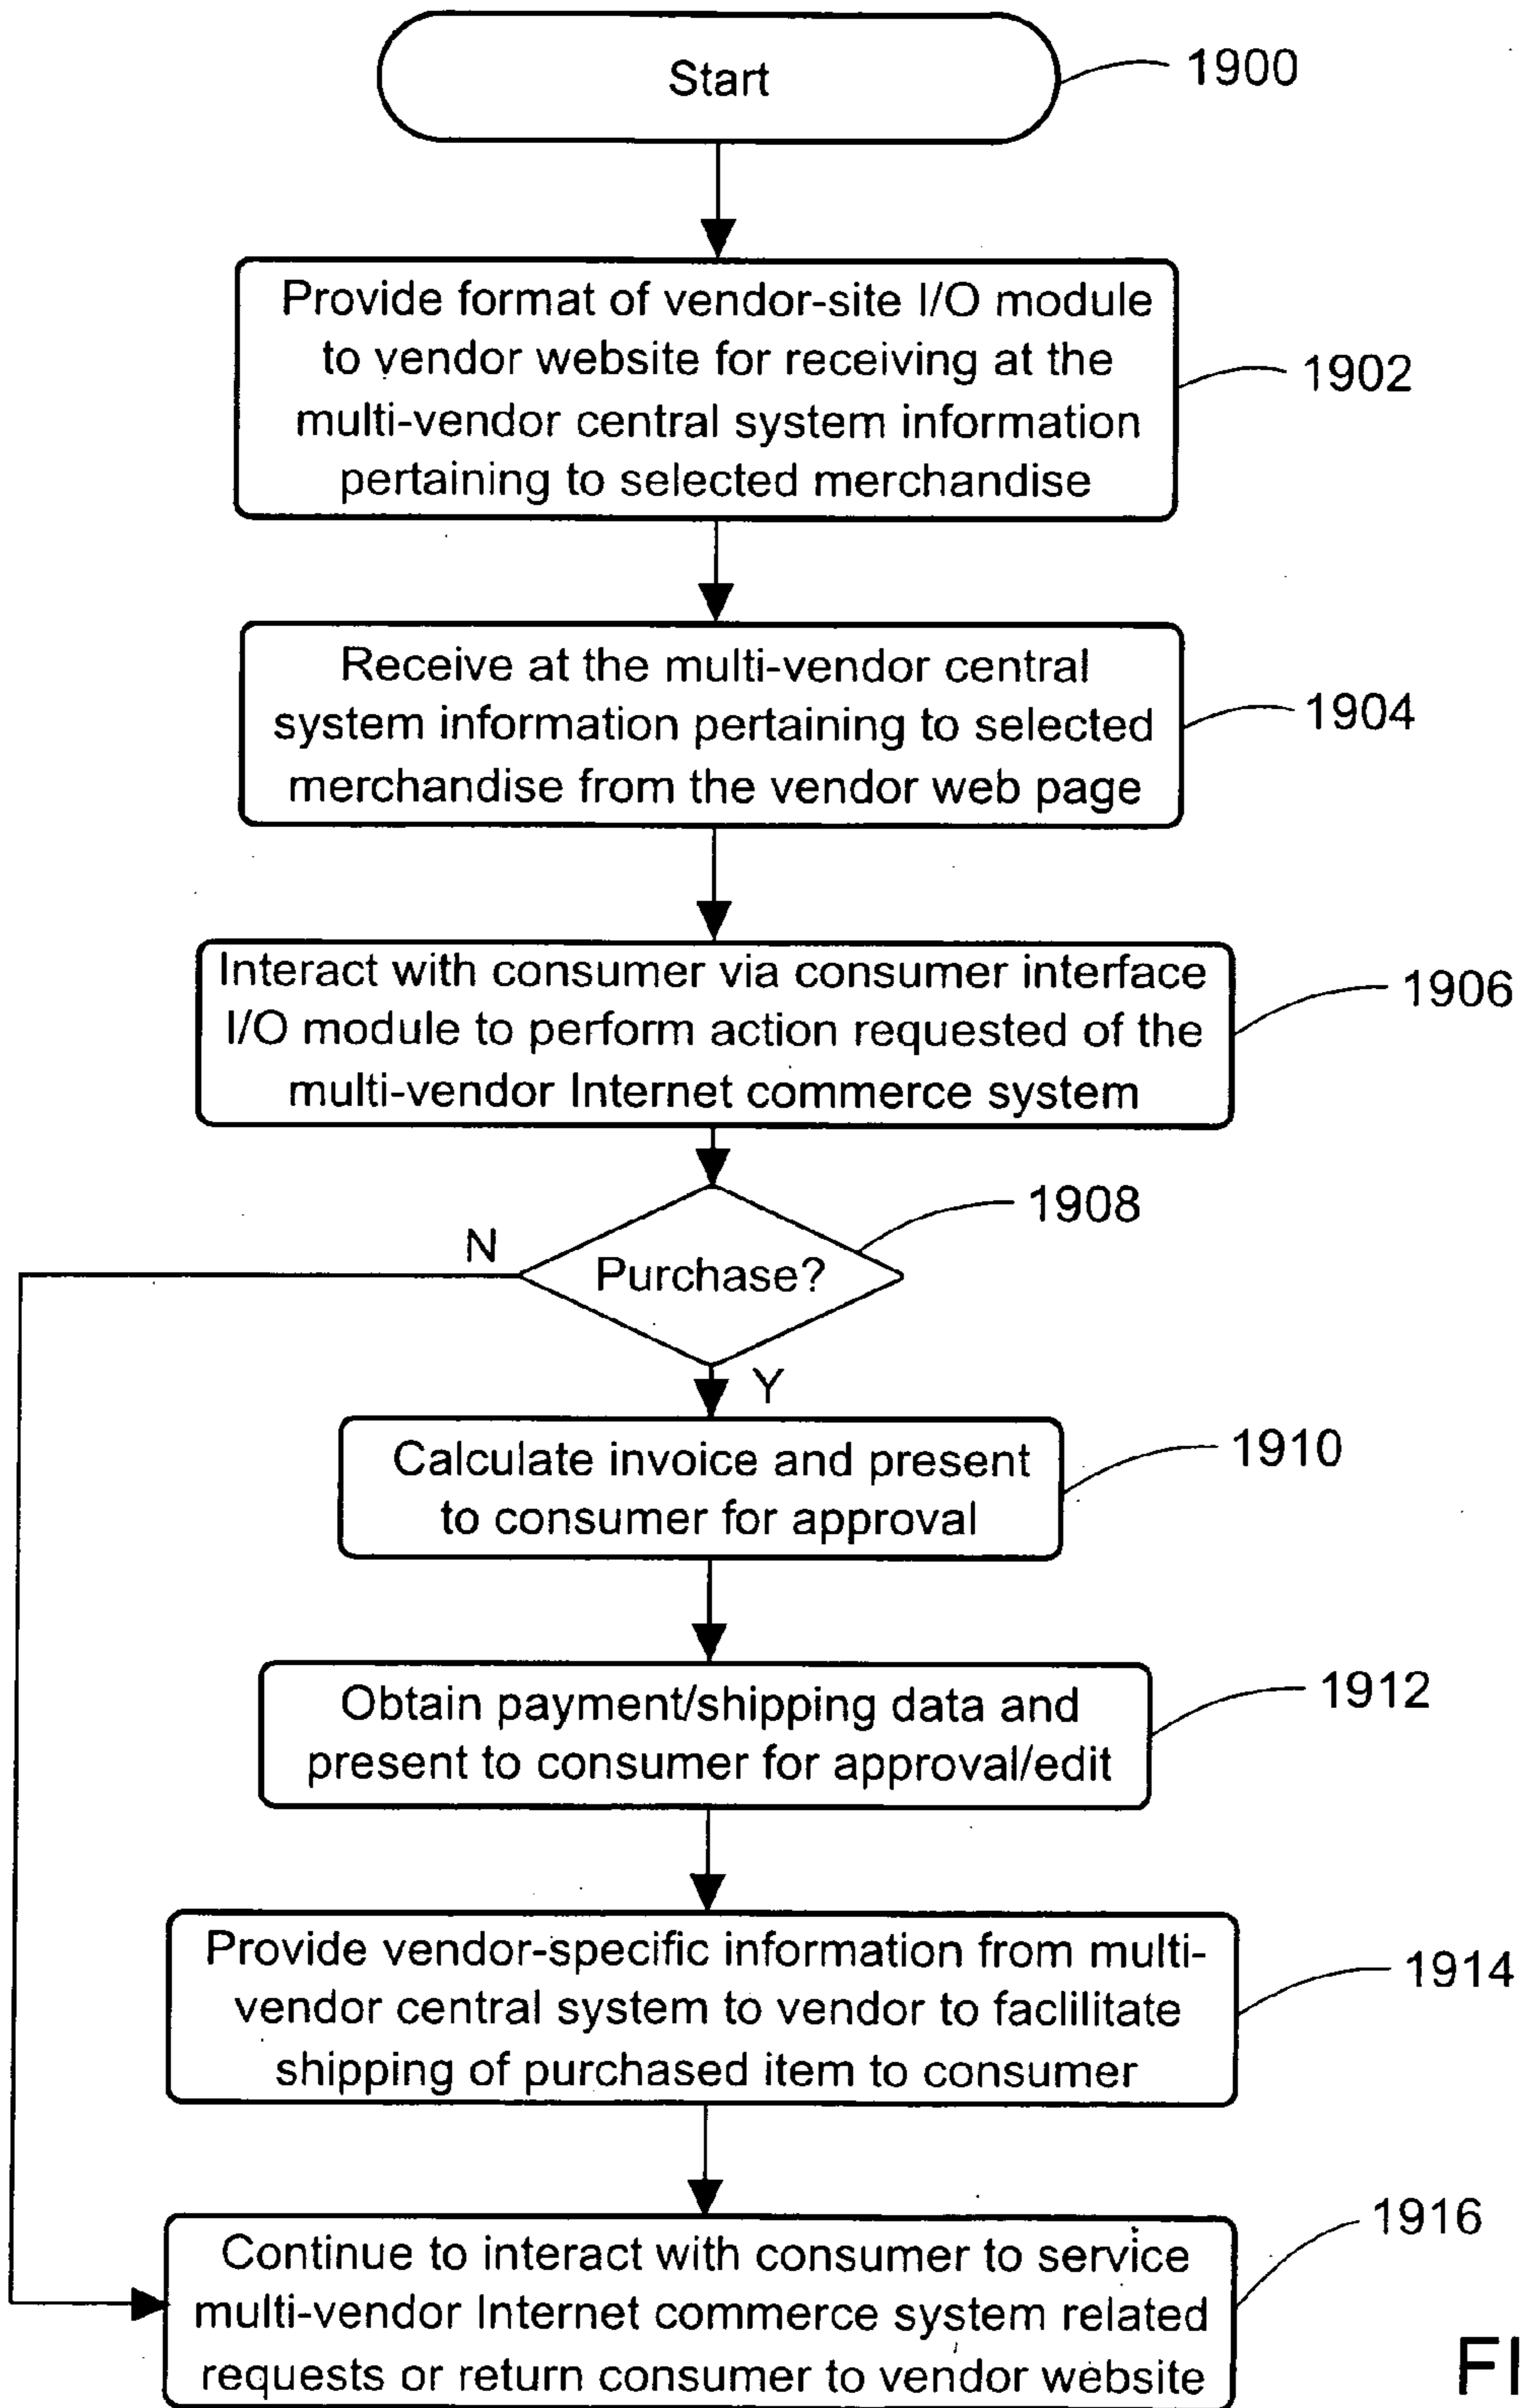 Start
1900
Provide format of vendor-site I/O module
to vendor website for receiving at the
multi-vendor central system information
pertaining to selected merchandise
1902
Receive at the multi-vendor central
system information pertaining to selected
merchandise from the vendor web page
1904
Interact with consumer via consumer interface
I/O module to perform action requested of the
multi-vendor Internet commerce system
1906
Purchase?
1908
N
Y
Calculate invoice and present
to consumer for approval
1910
Obtain payment/shipping data and
present to consumer for approval/edit
1912
Provide vendor-specific information from multi-
vendor central system to vendor to faclilitate
shipping of purchased item to consumer
1914
Continue to interact with consumer to service
multi-vendor Internet commerce system related
requests or return consumer to vendor website
1916
FI